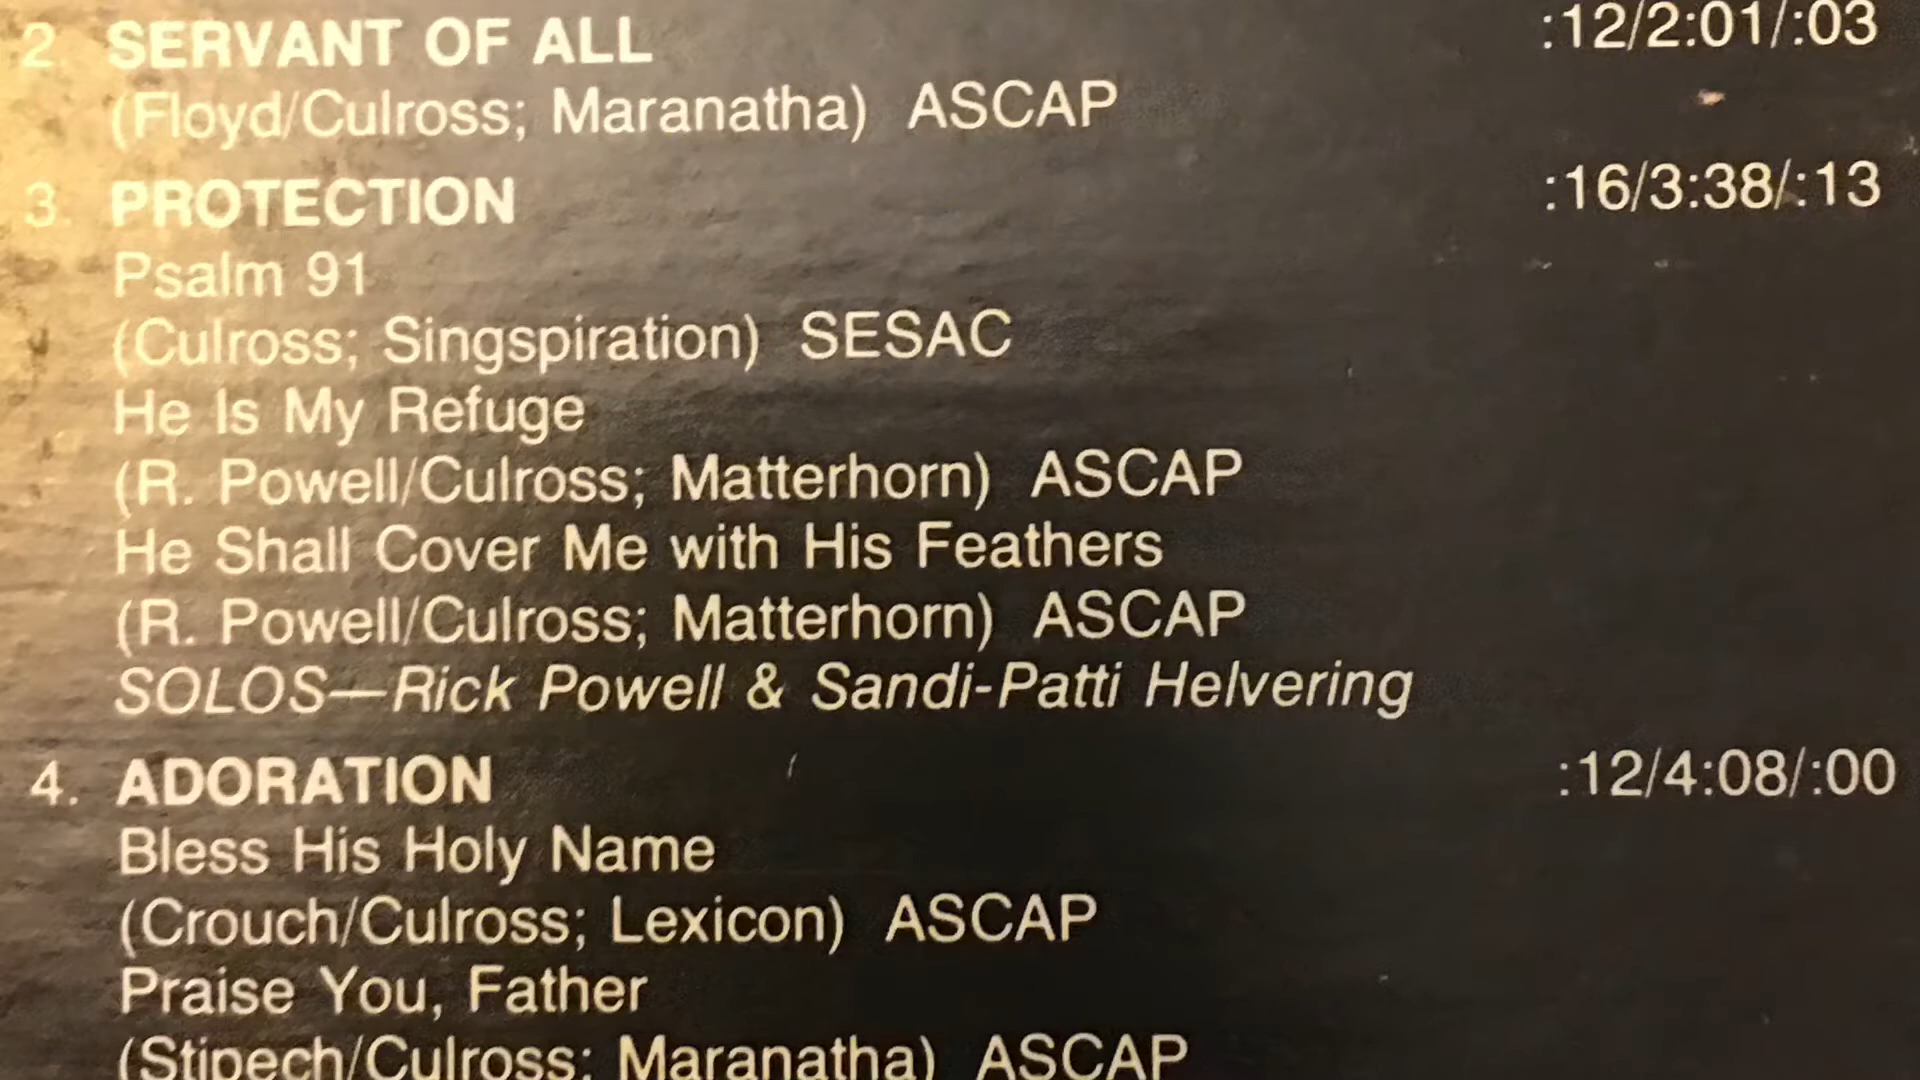 2. SERVANT OF ALL :12/2:01/:03
(Floyd/Culross; Maranatha) ASCAP
3. PROTECTION :16/3:38/:13
Psalm 91
(Culross; Singspiration) SESAC
He Is My Refuge
(R. Powell/Culross; Matterhorn) ASCAP
He Shall Cover Me with His Feathers
(R. Powell/Culross; Matterhorn) ASCAP
SOLOS—Rick Powell & Sandi-Patti Helvering
4. ADORATION :12/4:08/:00
Bless His Holy Name
(Crouch/Culross; Lexicon) ASCAP
Praise You, Father
(Stipech/Culross; Maranatha) ASCAP